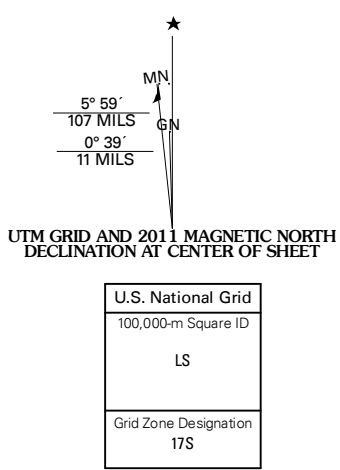 MN
5° 59´
107 MILS
GN
0° 39´
11 MILS
UTM GRID AND 2011 MAGNETIC NORTH
DECLINATION AT CENTER OF SHEET
U.S. National Grid
100,000-m Square ID
LS
Grid Zone Designation
17S